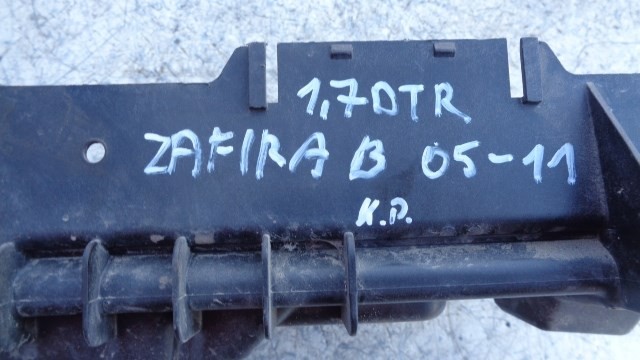 1,7DTR
ZAFIRA B 05-11
K.P.